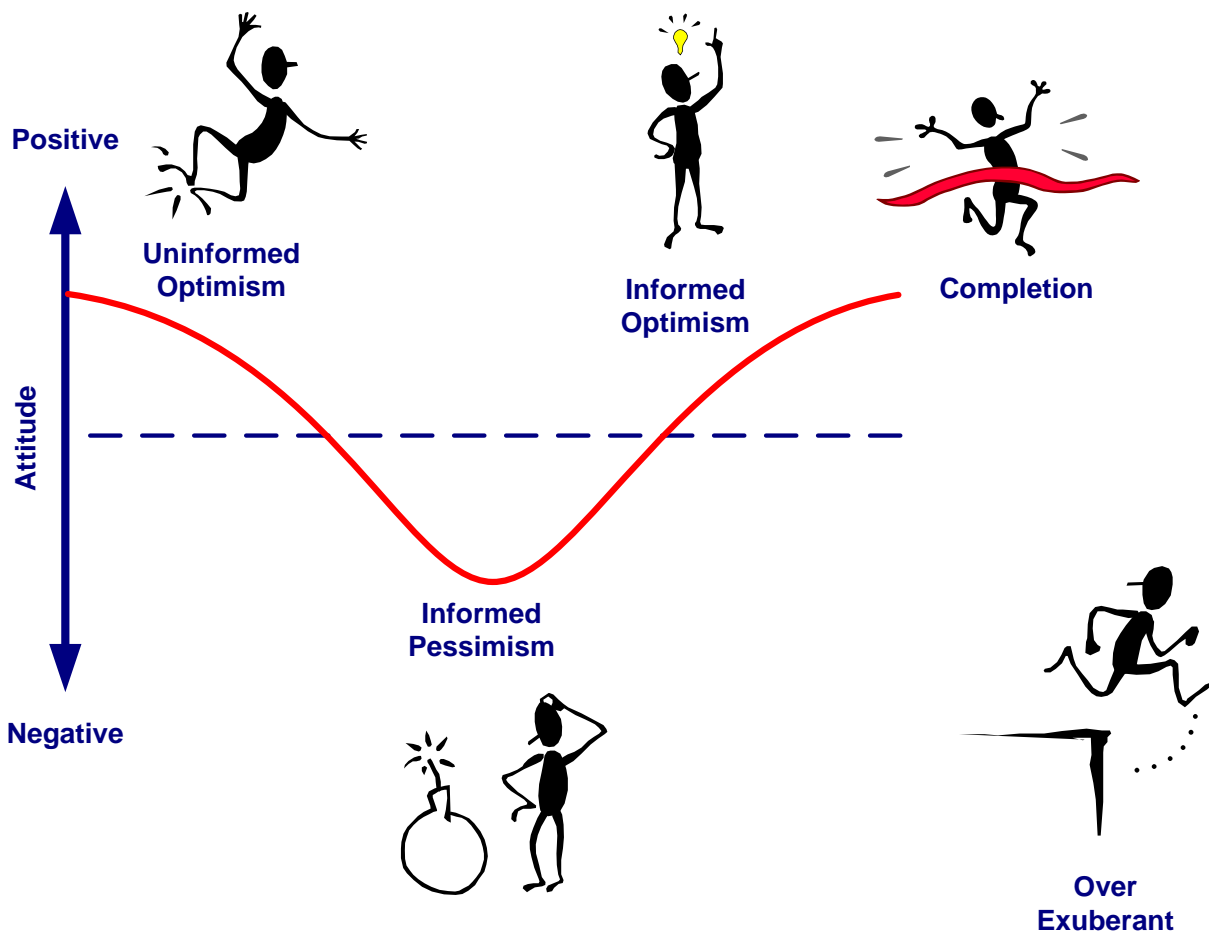 Positive
Uninformed
Optimism
Informed
Optimism
Completion
Attitude
Informed
Pessimism
Negative
Over
Exuberant